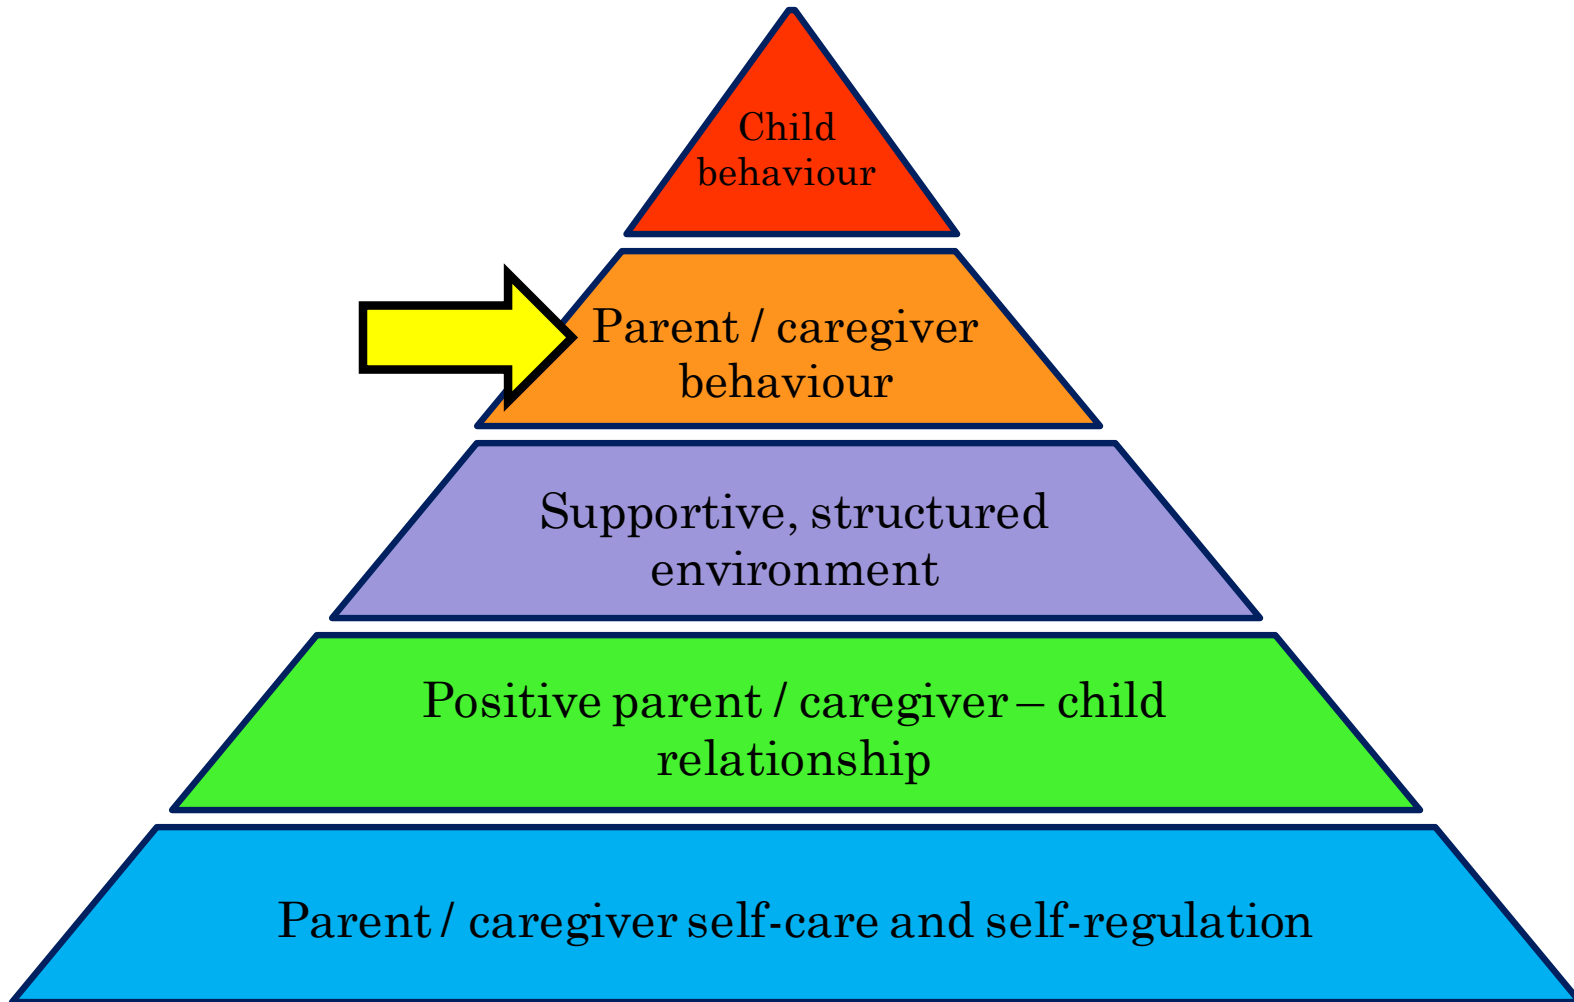 Child
behaviour
Parent / caregiver
behaviour
Supportive, structured
environment
Positive parent / caregiver – child
relationship
Parent / caregiver self-care and self-regulation